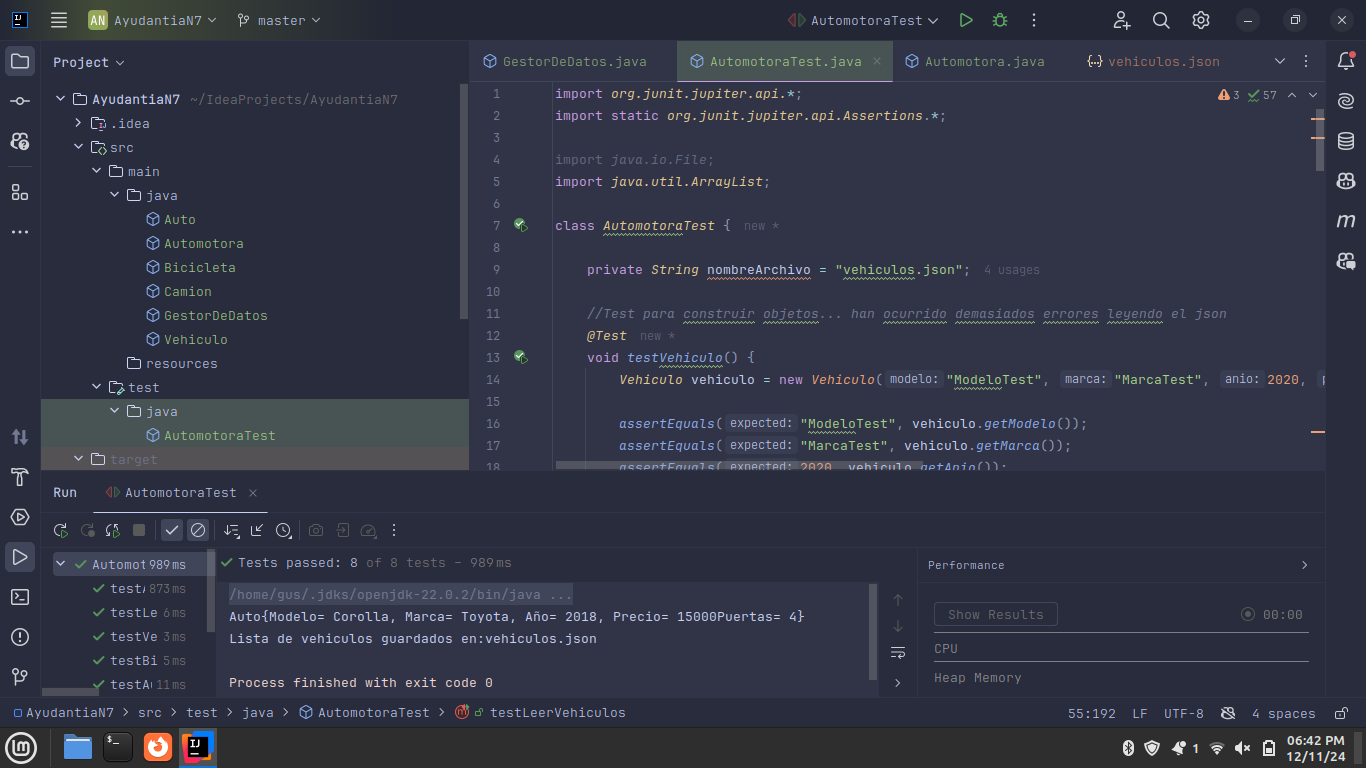 AN AyudantiaN7 master AutomotoraTest
Project
AyudantiaN7 ~/IdeaProjects/AyudantiaN7
.idea
src
main
java
Auto
Automotora
Bicicleta
Camion
GestorDeDatos
Vehiculo
resources
test
java
AutomotoraTest
target
GestorDeDatos.java AutomotoraTest.java Automotora.java vehiculos.json
3 57
1 import org.junit.jupiter.api.*;
2 import static org.junit.jupiter.api.Assertions.*;
3
4 import java.io.File;
5 import java.util.ArrayList;
6
7 class AutomotoraTest { new *
8
9 private String nombreArchivo = "vehiculos.json"; 4 usages
10
11 //Test para construir objetos... han ocurrido demasiados errores leyendo el json
12 @Test new *
13 void testVehiculo() {
14 Vehiculo vehiculo = new Vehiculo( modelo: "ModeloTest", marca: "MarcaTest", anio: 2020,
15
16 assertEquals( expected: "ModeloTest", vehiculo.getModelo());
17 assertEquals( expected: "MarcaTest", vehiculo.getMarca());
18 assertEquals( expected: 2020, vehiculo.getAnio());
Run AutomotoraTest
Automot 989 ms
test 873 ms
testLe 6 ms
testVe 3 ms
testBi 5 ms
testA 11 ms
Tests passed: 8 of 8 tests – 989 ms
/home/gus/.jdks/openjdk-22.0.2/bin/java ...
Auto{Modelo= Corolla, Marca= Toyota, Año= 2018, Precio= 15000Puertas= 4}
Lista de vehiculos guardados en:vehiculos.json
Process finished with exit code 0
Performance
Show Results 00:00
CPU
Heap Memory
AyudantiaN7 > src > test > java > AutomotoraTest > testLeerVehiculos
55:192 LF UTF-8 4 spaces
1
06:42 PM
12/11/24